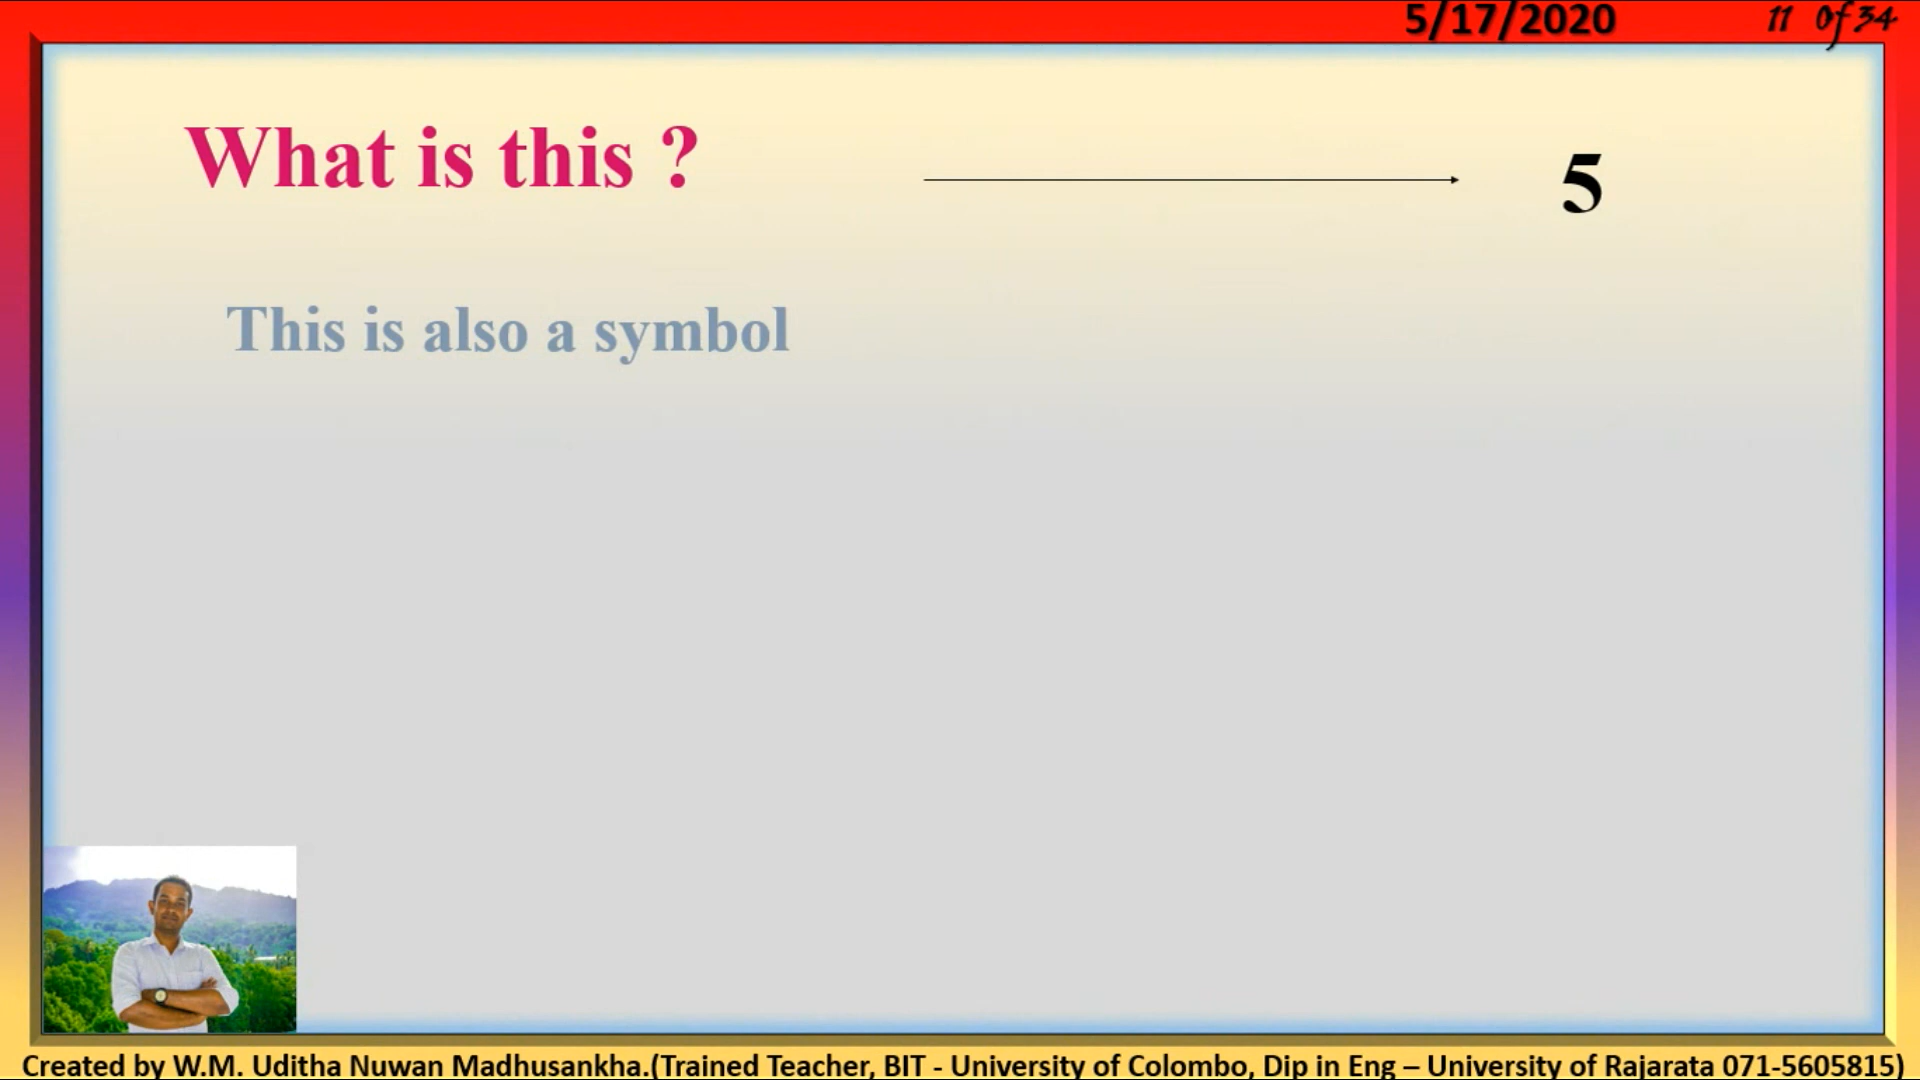 5/17/2020 11 Of 34
What is this ? 5
This is also a symbol
Created by W.M. Uditha Nuwan Madhusankha.(Trained Teacher, BIT - University of Colombo, Dip in Eng – University of Rajarata 071-5605815)